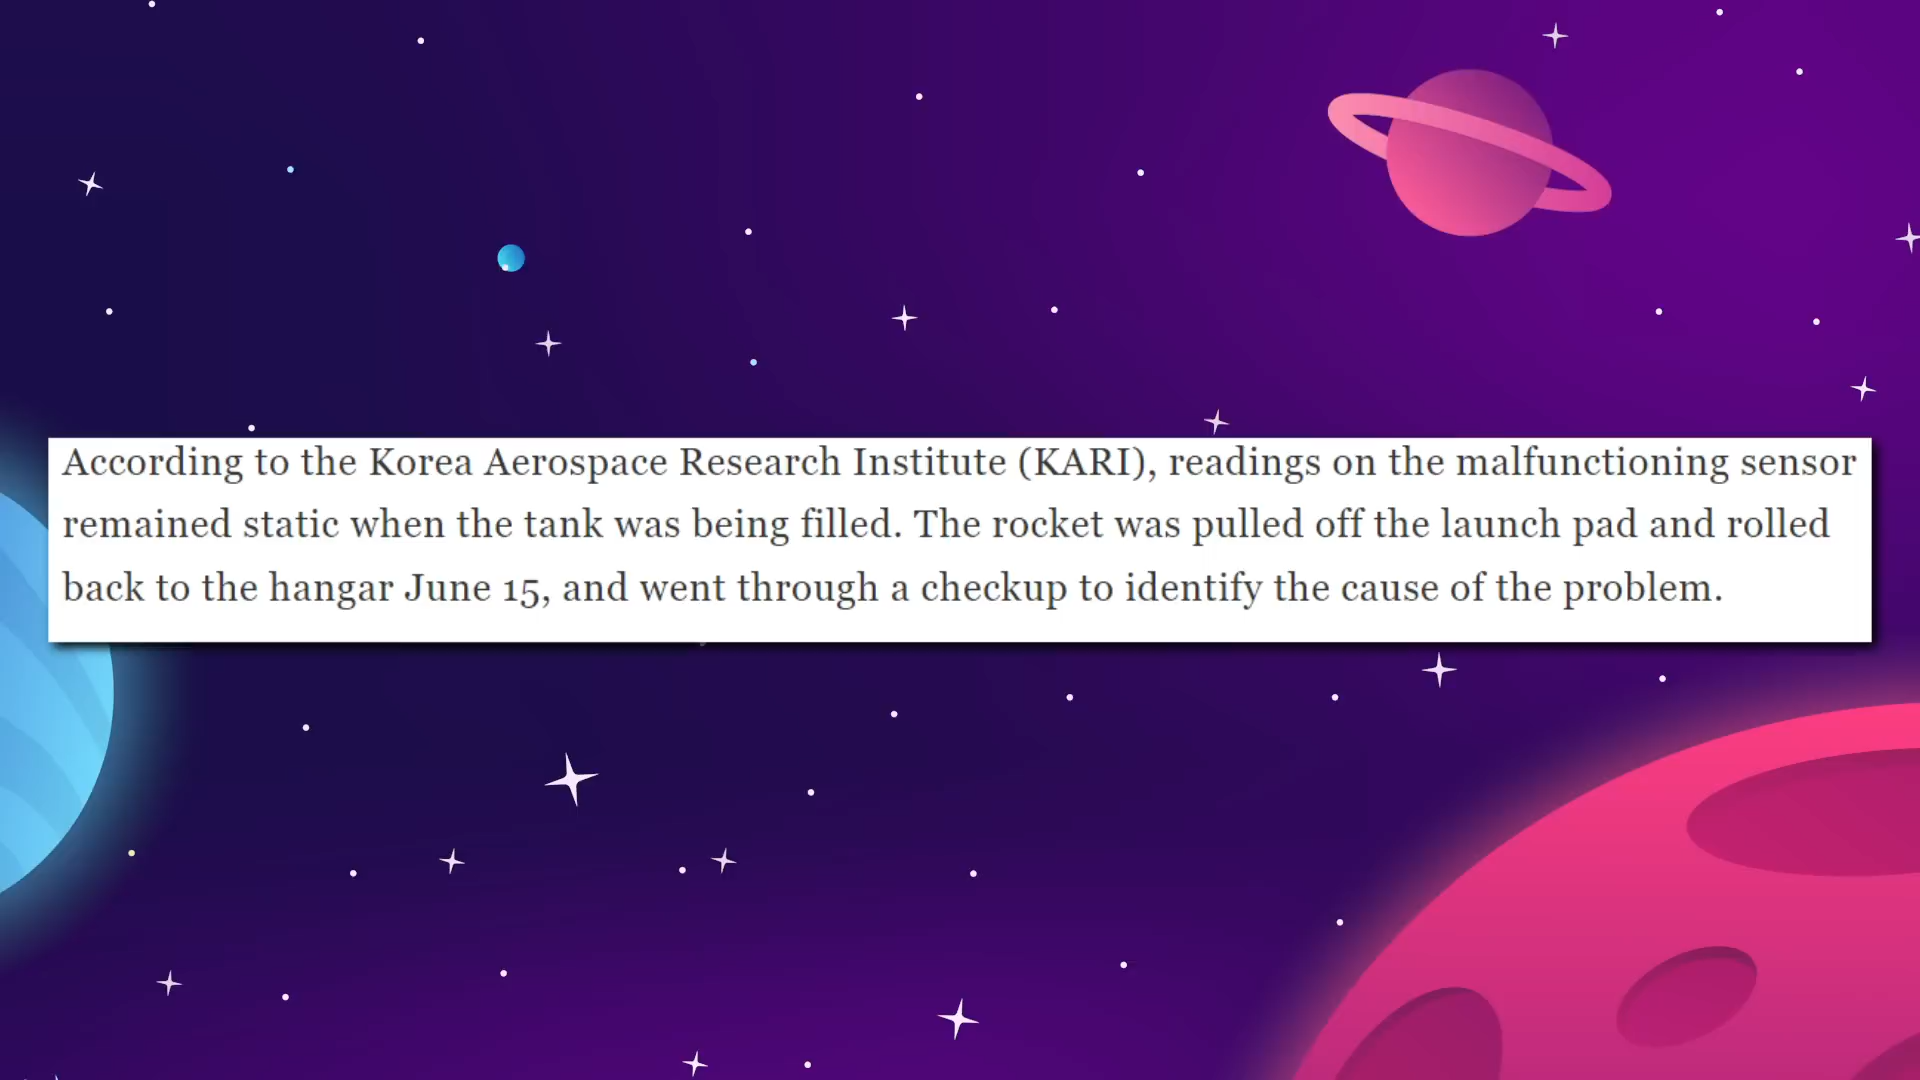 According to the Korea Aerospace Research Institute (KARI), readings on the malfunctioning sensor
remained static when the tank was being filled. The rocket was pulled off the launch pad and rolled
back to the hangar June 15, and went through a checkup to identify the cause of the problem.